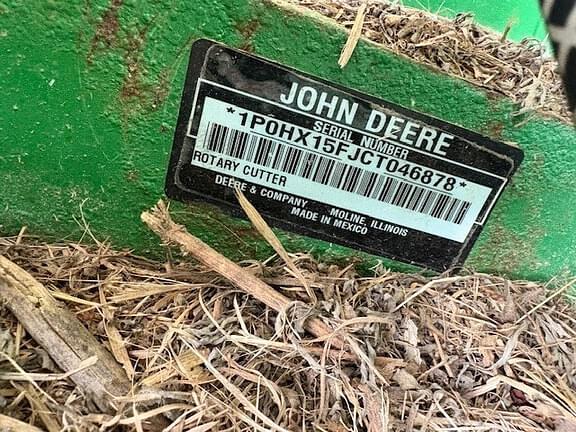 JOHN DEERE
SERIAL NUMBER
*1P0HX15FJCT046878*
ROTARY CUTTER
DEERE & COMPANY MOLINE, ILLINOIS
MADE IN MEXICO